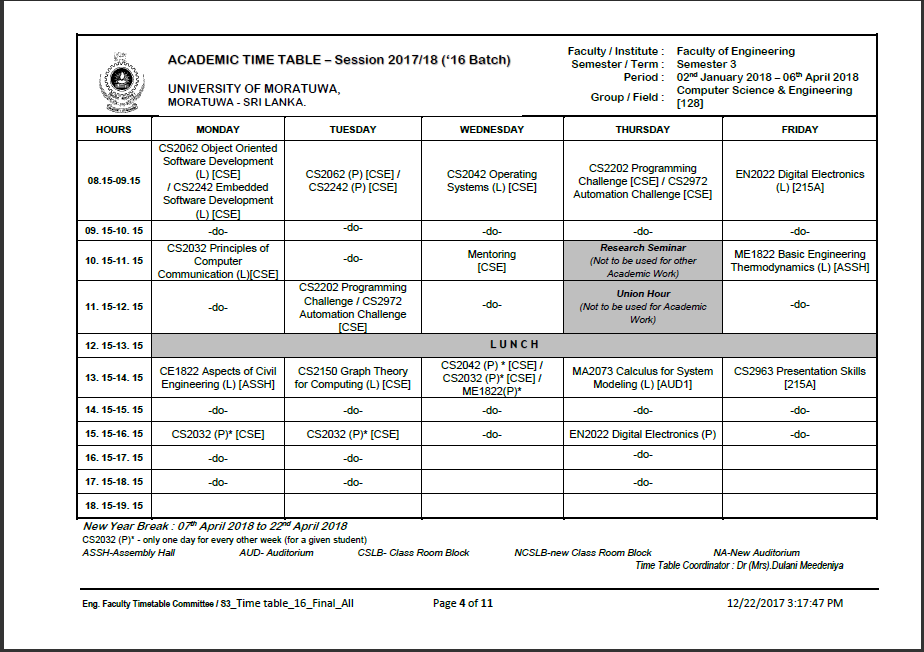 ACADEMIC TIME TABLE – Session 2017/18 ('16 Batch)
UNIVERSITY OF MORATUWA,
MORATUWA - SRI LANKA.
Faculty / Institute : Faculty of Engineering
Semester / Term : Semester 3
Period : 02nd January 2018 – 06th April 2018
Group / Field : Computer Science & Engineering
[128]
HOURS MONDAY TUESDAY WEDNESDAY THURSDAY FRIDAY
08.15-09.15
CS2062 Object Oriented
Software Development
(L) [CSE]
/ CS2242 Embedded
Software Development
(L) [CSE]
CS2062 (P) [CSE] /
CS2242 (P) [CSE]
CS2042 Operating
Systems (L) [CSE]
CS2202 Programming
Challenge [CSE] / CS2972
Automation Challenge [CSE]
EN2022 Digital Electronics
(L) [215A]
09. 15-10. 15 -do- -do- -do- -do- -do-
10. 15-11. 15
CS2032 Principles of
Computer
Communication (L)[CSE]
-do-
Mentoring
[CSE]
Research Seminar
(Not to be used for other
Academic Work)
ME1822 Basic Engineering
Thermodynamics (L) [ASSH]
11. 15-12. 15
-do-
CS2202 Programming
Challenge / CS2972
Automation Challenge
[CSE]
-do-
Union Hour
(Not to be used for Academic
Work)
-do-
12. 15-13. 15 L U N C H
13. 15-14. 15
CE1822 Aspects of Civil
Engineering (L) [ASSH]
CS2150 Graph Theory
for Computing (L) [CSE]
CS2042 (P) * [CSE] /
CS2032 (P)* [CSE] /
ME1822(P)*
MA2073 Calculus for System
Modeling (L) [AUD1]
CS2963 Presentation Skills
[215A]
14. 15-15. 15 -do- -do- -do- -do- -do-
15. 15-16. 15 CS2032 (P)* [CSE] CS2032 (P)* [CSE] -do- EN2022 Digital Electronics (P) -do-
16. 15-17. 15 -do- -do- -do-
17. 15-18. 15 -do- -do- -do-
18. 15-19. 15
New Year Break : 07th April 2018 to 22nd April 2018
CS2032 (P)* - only one day for every other week (for a given student)
ASSH-Assembly Hall AUD- Auditorium CSLB- Class Room Block NCSLB-new Class Room Block NA-New Auditorium
Time Table Coordinator : Dr (Mrs).Dulani Meedeniya
Eng. Faculty Timetable Committee / S3_Time table_16_Final_All Page 4 of 11 12/22/2017 3:17:47 PM